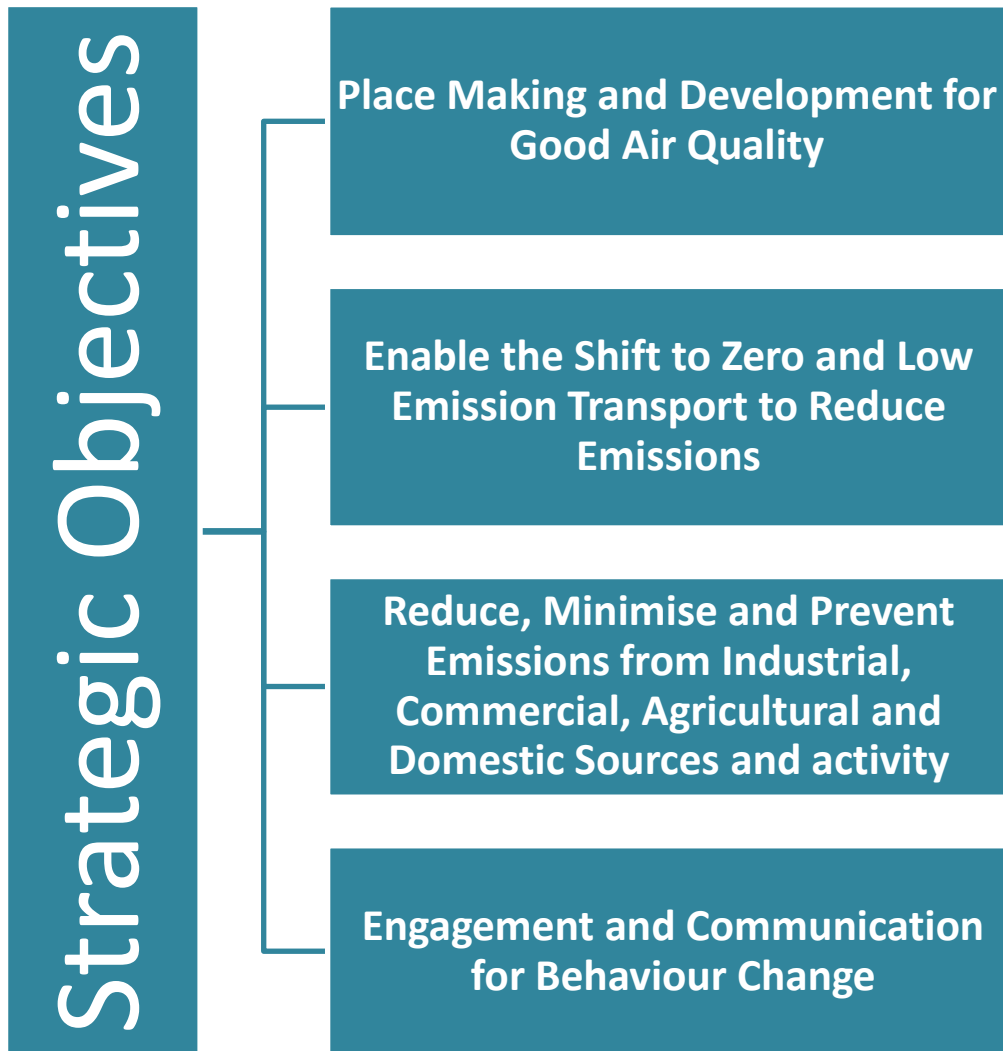 Strategic Objectives
Place Making and Development for
Good Air Quality
Enable the Shift to Zero and Low
Emission Transport to Reduce
Emissions
Reduce, Minimise and Prevent
Emissions from Industrial,
Commercial, Agricultural and
Domestic Sources and activity
Engagement and Communication
for Behaviour Change